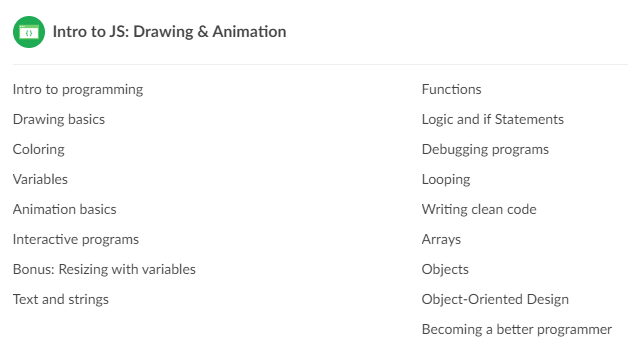 Intro to JS: Drawing & Animation
Intro to programming
Drawing basics
Coloring
Variables
Animation basics
Interactive programs
Bonus: Resizing with variables
Text and strings
Functions
Logic and if Statements
Debugging programs
Looping
Writing clean code
Arrays
Objects
Object-Oriented Design
Becoming a better programmer